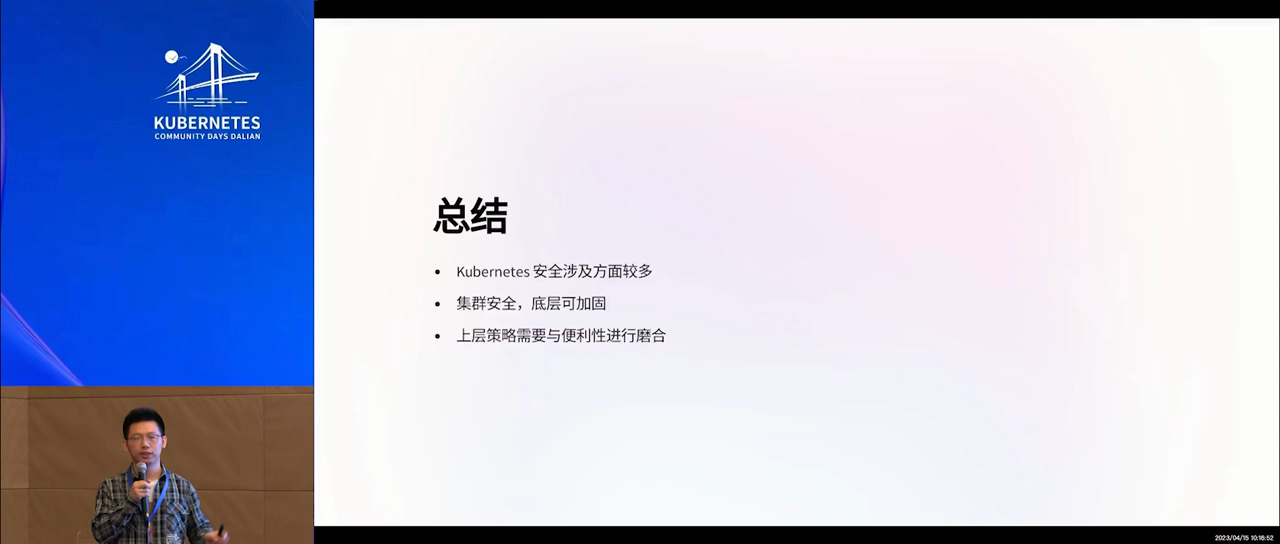 KUBERNETES
COMMUNITY DAYS DALIAN
总结
• Kubernetes 安全涉及方面较多
• 集群安全，底层可加固
• 上层策略需要与便利性进行磨合
2023/04/15 10:16:52